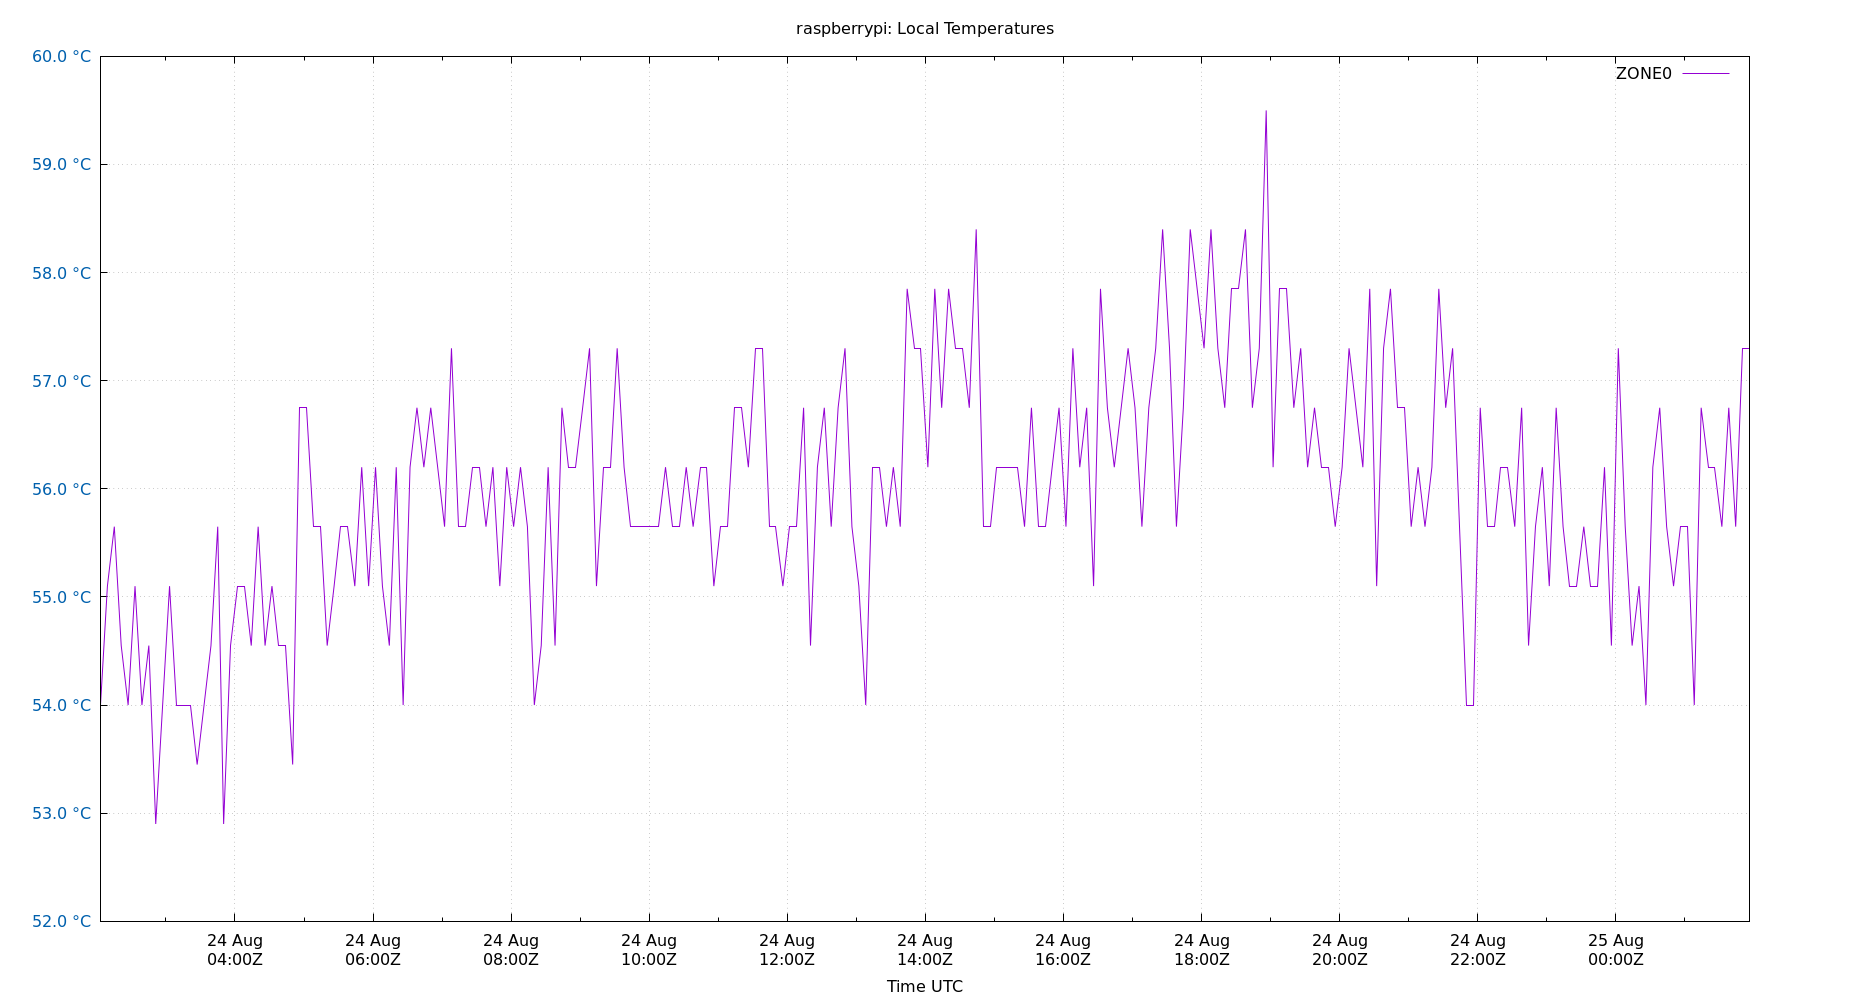 raspberrypi: Local Temperatures
60.0 °C
ZONE0
59.0 °C
58.0 °C
57.0 °C
56.0 °C
55.0 °C
54.0 °C
53.0 °C
52.0 °C
24 Aug 24 Aug 24 Aug 24 Aug 24 Aug 24 Aug 24 Aug 24 Aug 24 Aug 24 Aug 25 Aug
04:00Z 06:00Z 08:00Z 10:00Z 12:00Z 14:00Z 16:00Z 18:00Z 20:00Z 22:00Z 00:00Z
Time UTC